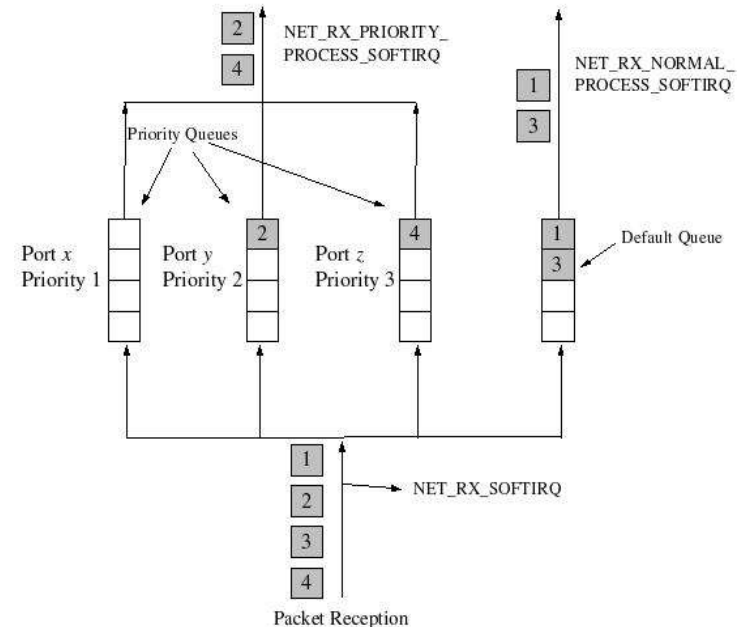 2
4
NET_RX_PRIORITY_
PROCESS_SOFTIRQ
1
3
NET_RX_NORMAL_
PROCESS_SOFTIRQ
Priority Queues
Port x
Priority 1
Port y
Priority 2
2
Port z
Priority 3
4
1
3
Default Queue
1
2
3
4
NET_RX_SOFTIRQ
Packet Reception